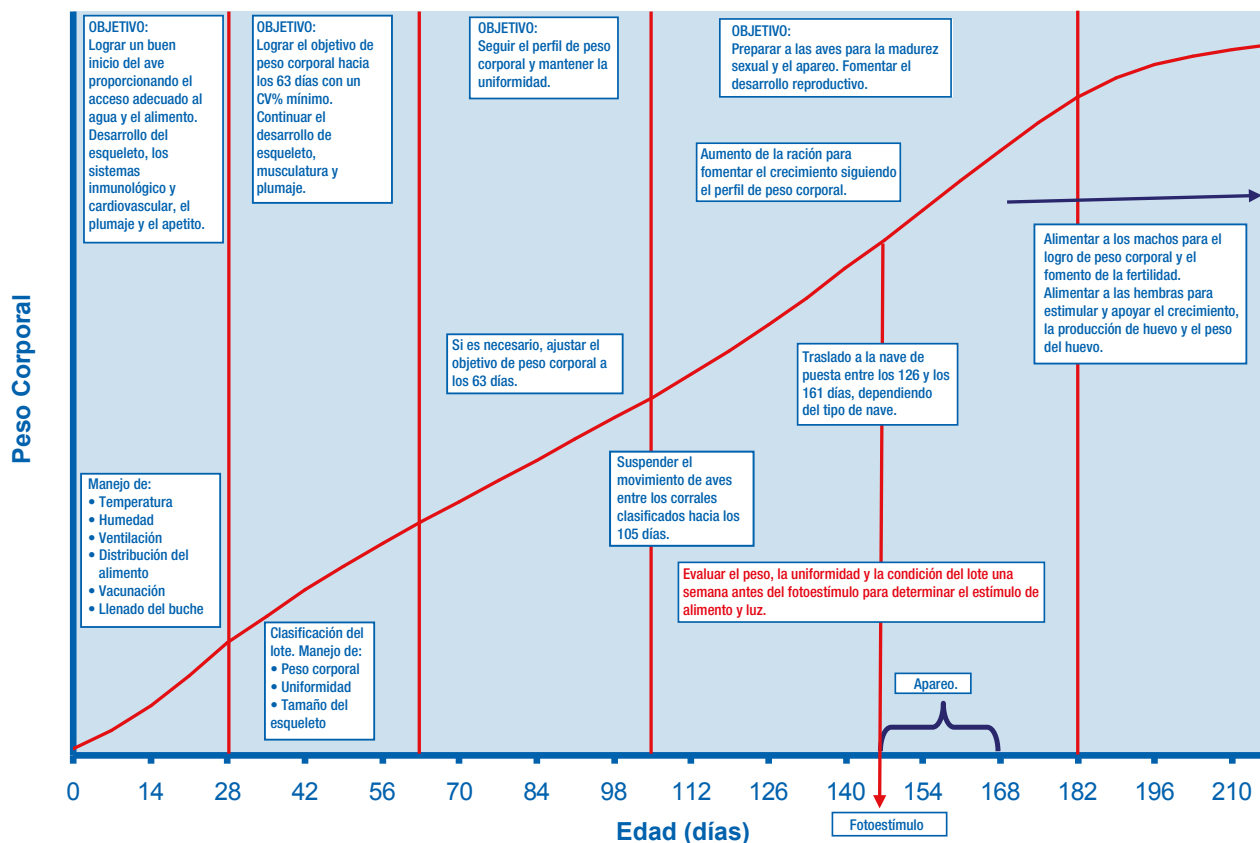 OBJETIVO:
Lograr un buen
inicio del ave
proporcionando el
acceso adecuado al
agua y el alimento.
Desarrollo del
esqueleto, los
sistemas
inmunológico y
cardiovascular, el
plumaje y el apetito.
OBJETIVO:
Lograr el objetivo de
peso corporal hacia
los 63 días con un
CV% mínimo.
Continuar el
desarrollo de
esqueleto,
musculatura y
plumaje.
OBJETIVO:
Seguir el perfil de peso
corporal y mantener la
uniformidad.
OBJETIVO:
Preparar a las aves para la madurez
sexual y el apareo. Fomentar el
desarrollo reproductivo.
Aumento de la ración para
fomentar el crecimiento siguiendo
el perfil de peso corporal.
Alimentar a los machos para el
logro de peso corporal y el
fomento de la fertilidad.
Alimentar a las hembras para
estimular y apoyar el crecimiento,
la producción de huevo y el peso
del huevo.
Si es necesario, ajustar el
objetivo de peso corporal a
los 63 días.
Traslado a la nave de
puesta entre los 126 y los
161 días, dependiendo
del tipo de nave.
Suspender el
movimiento de aves
entre los corrales
clasificados hacia los
105 días.
Manejo de:
• Temperatura
• Humedad
• Ventilación
• Distribución del
alimento
• Vacunación
• Llenado del buche
Evaluar el peso, la uniformidad y la condición del lote una
semana antes del fotoestímulo para determinar el estímulo de
alimento y luz.
Clasificación del
lote. Manejo de:
• Peso corporal
• Uniformidad
• Tamaño del
esqueleto
Apareo.
Peso Corporal
0 14 28 42 56 70 84 98 112 126 140 154 168 182 196 210
Fotoestímulo
Edad (días)